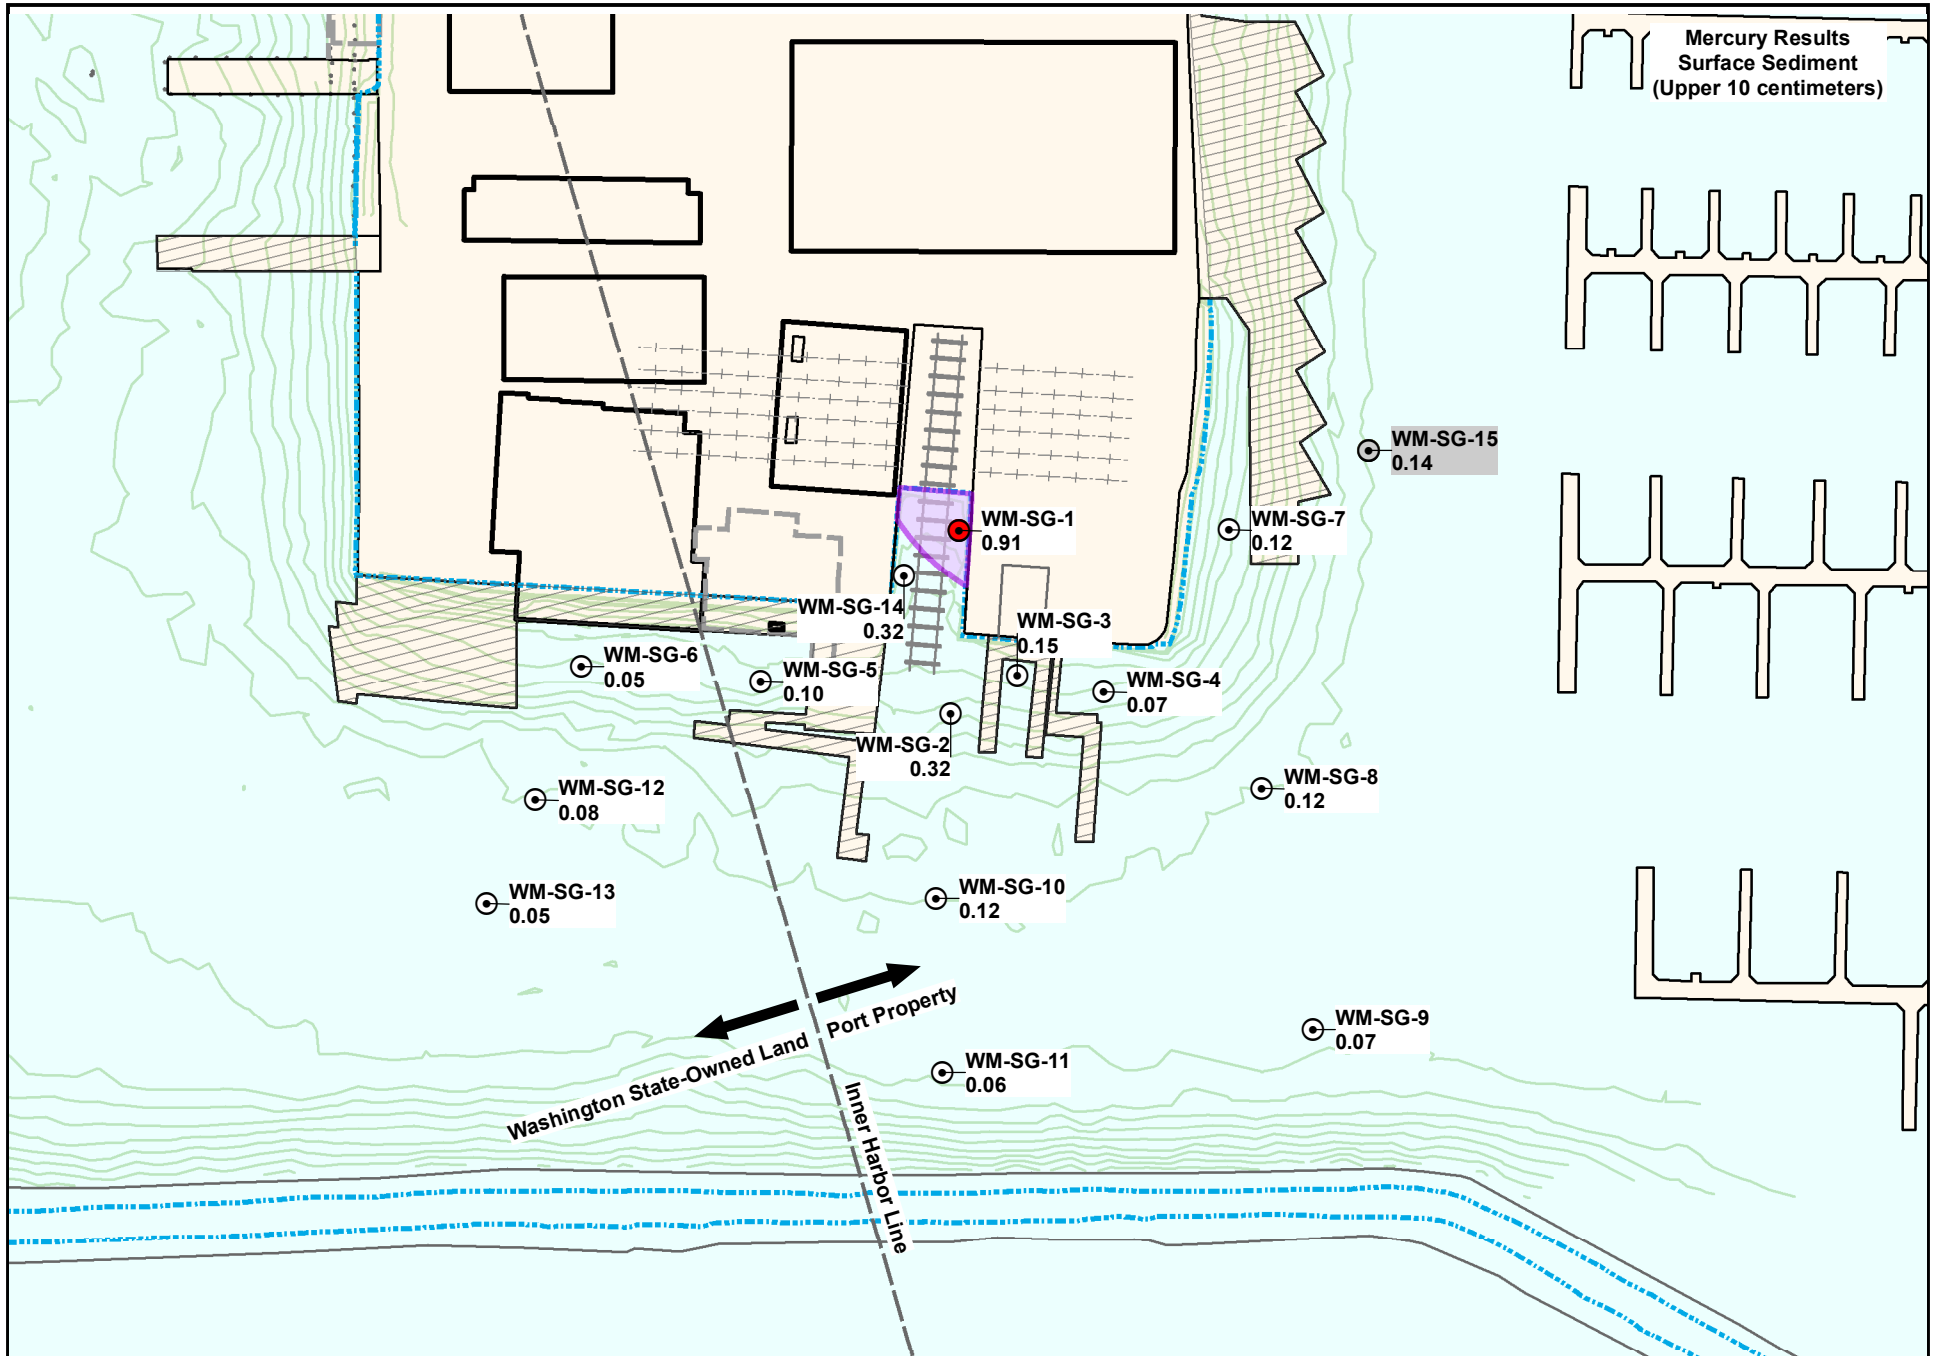 Mercury Results
Surface Sediment
(Upper 10 centimeters)
WM-SG-15
0.14
WM-SG-1
0.91
WM-SG-7
0.12
WM-SG-14
0.32
WM-SG-3
0.15
WM-SG-6
0.05
WM-SG-5
0.10
WM-SG-4
0.07
WM-SG-2
0.32
WM-SG-12
0.08
WM-SG-8
0.12
WM-SG-13
0.05
WM-SG-10
0.12
Washington State-Owned Land
Port Property
WM-SG-9
0.07
WM-SG-11
0.06
Inner Harbor Line